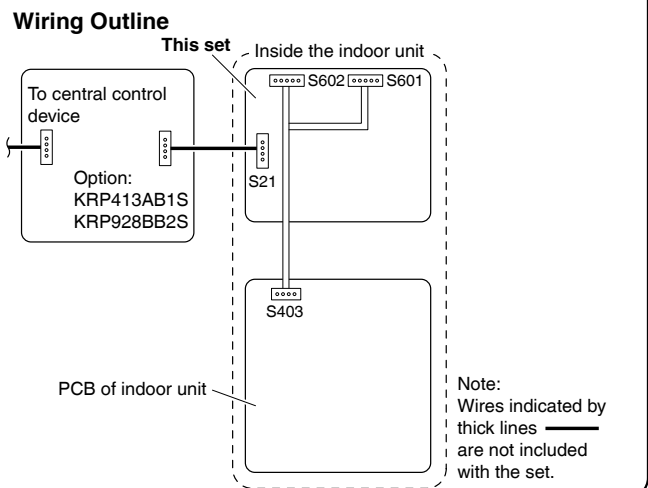 Wiring Outline
This set
Inside the indoor unit
S602
S601
To central control
device
S21
Option:
KRP413AB1S
KRP928BB2S
S403
PCB of indoor unit
Note:
Wires indicated by
thick lines
are not included
with the set.